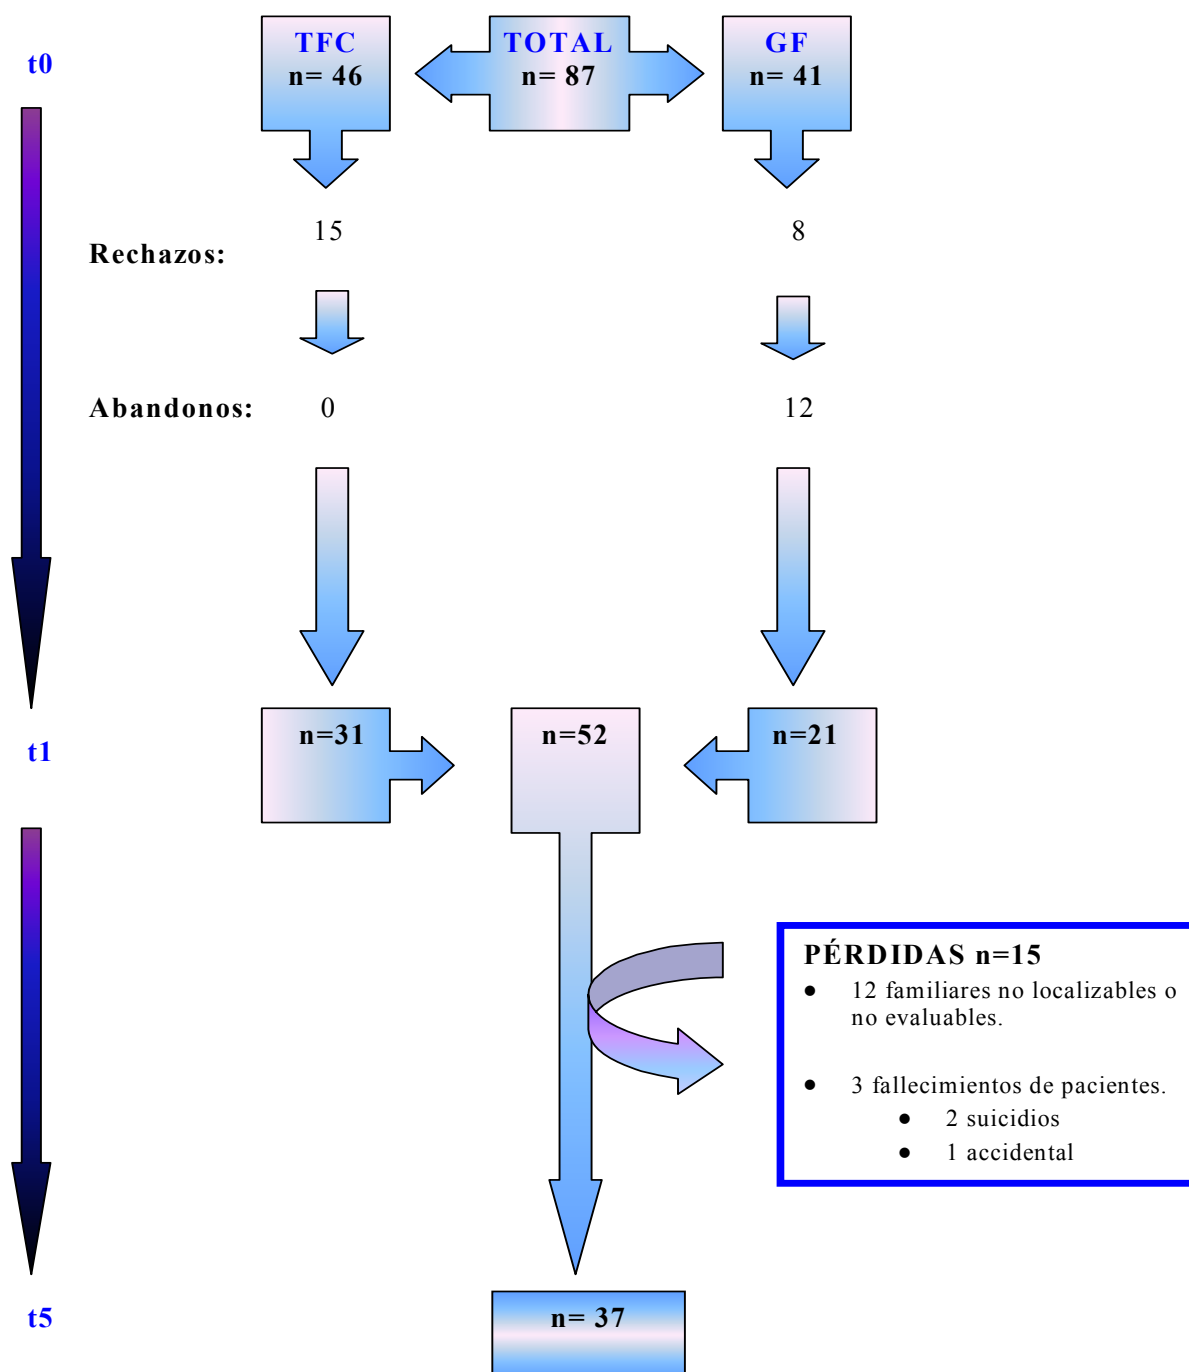 t0
TFC
n= 46
TOTAL
n= 87
GF
n= 41
Rechazos:
15
8
Abandonos:
0
12
t1
n=31
n=52
n=21
PÉRDIDAS n=15
● 12 familiares no localizables o
no evaluables.
● 3 fallecimientos de pacientes.
● 2 suicidios
● 1 accidental
t5
n= 37